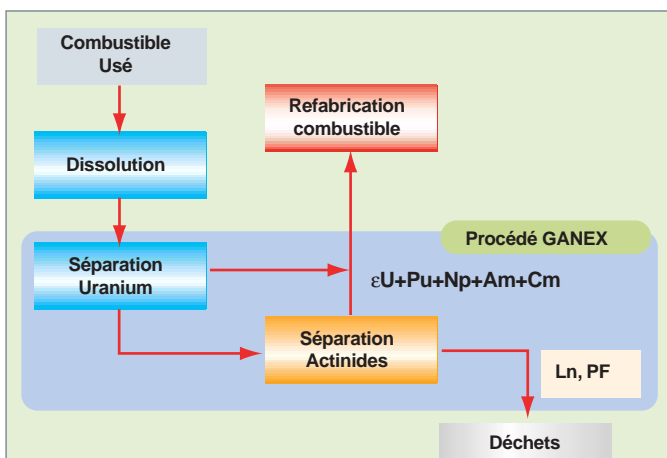 Combustible
Usé
Refabrication
combustible
Dissolution
Procédé GANEX
Séparation
Uranium
εU+Pu+Np+Am+Cm
Séparation
Actinides
Ln, PF
Déchets